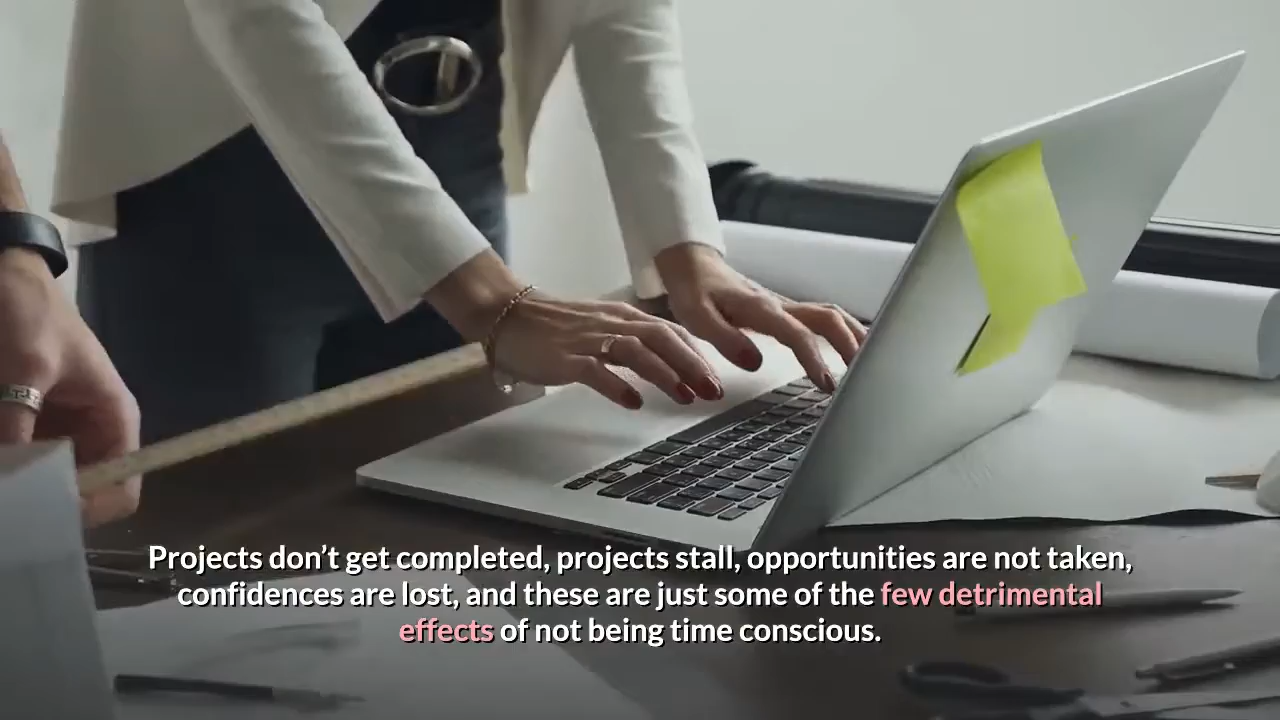 Projects don’t get completed, projects stall, opportunities are not taken,
confidences are lost, and these are just some of the few detrimental
effects of not being time conscious.